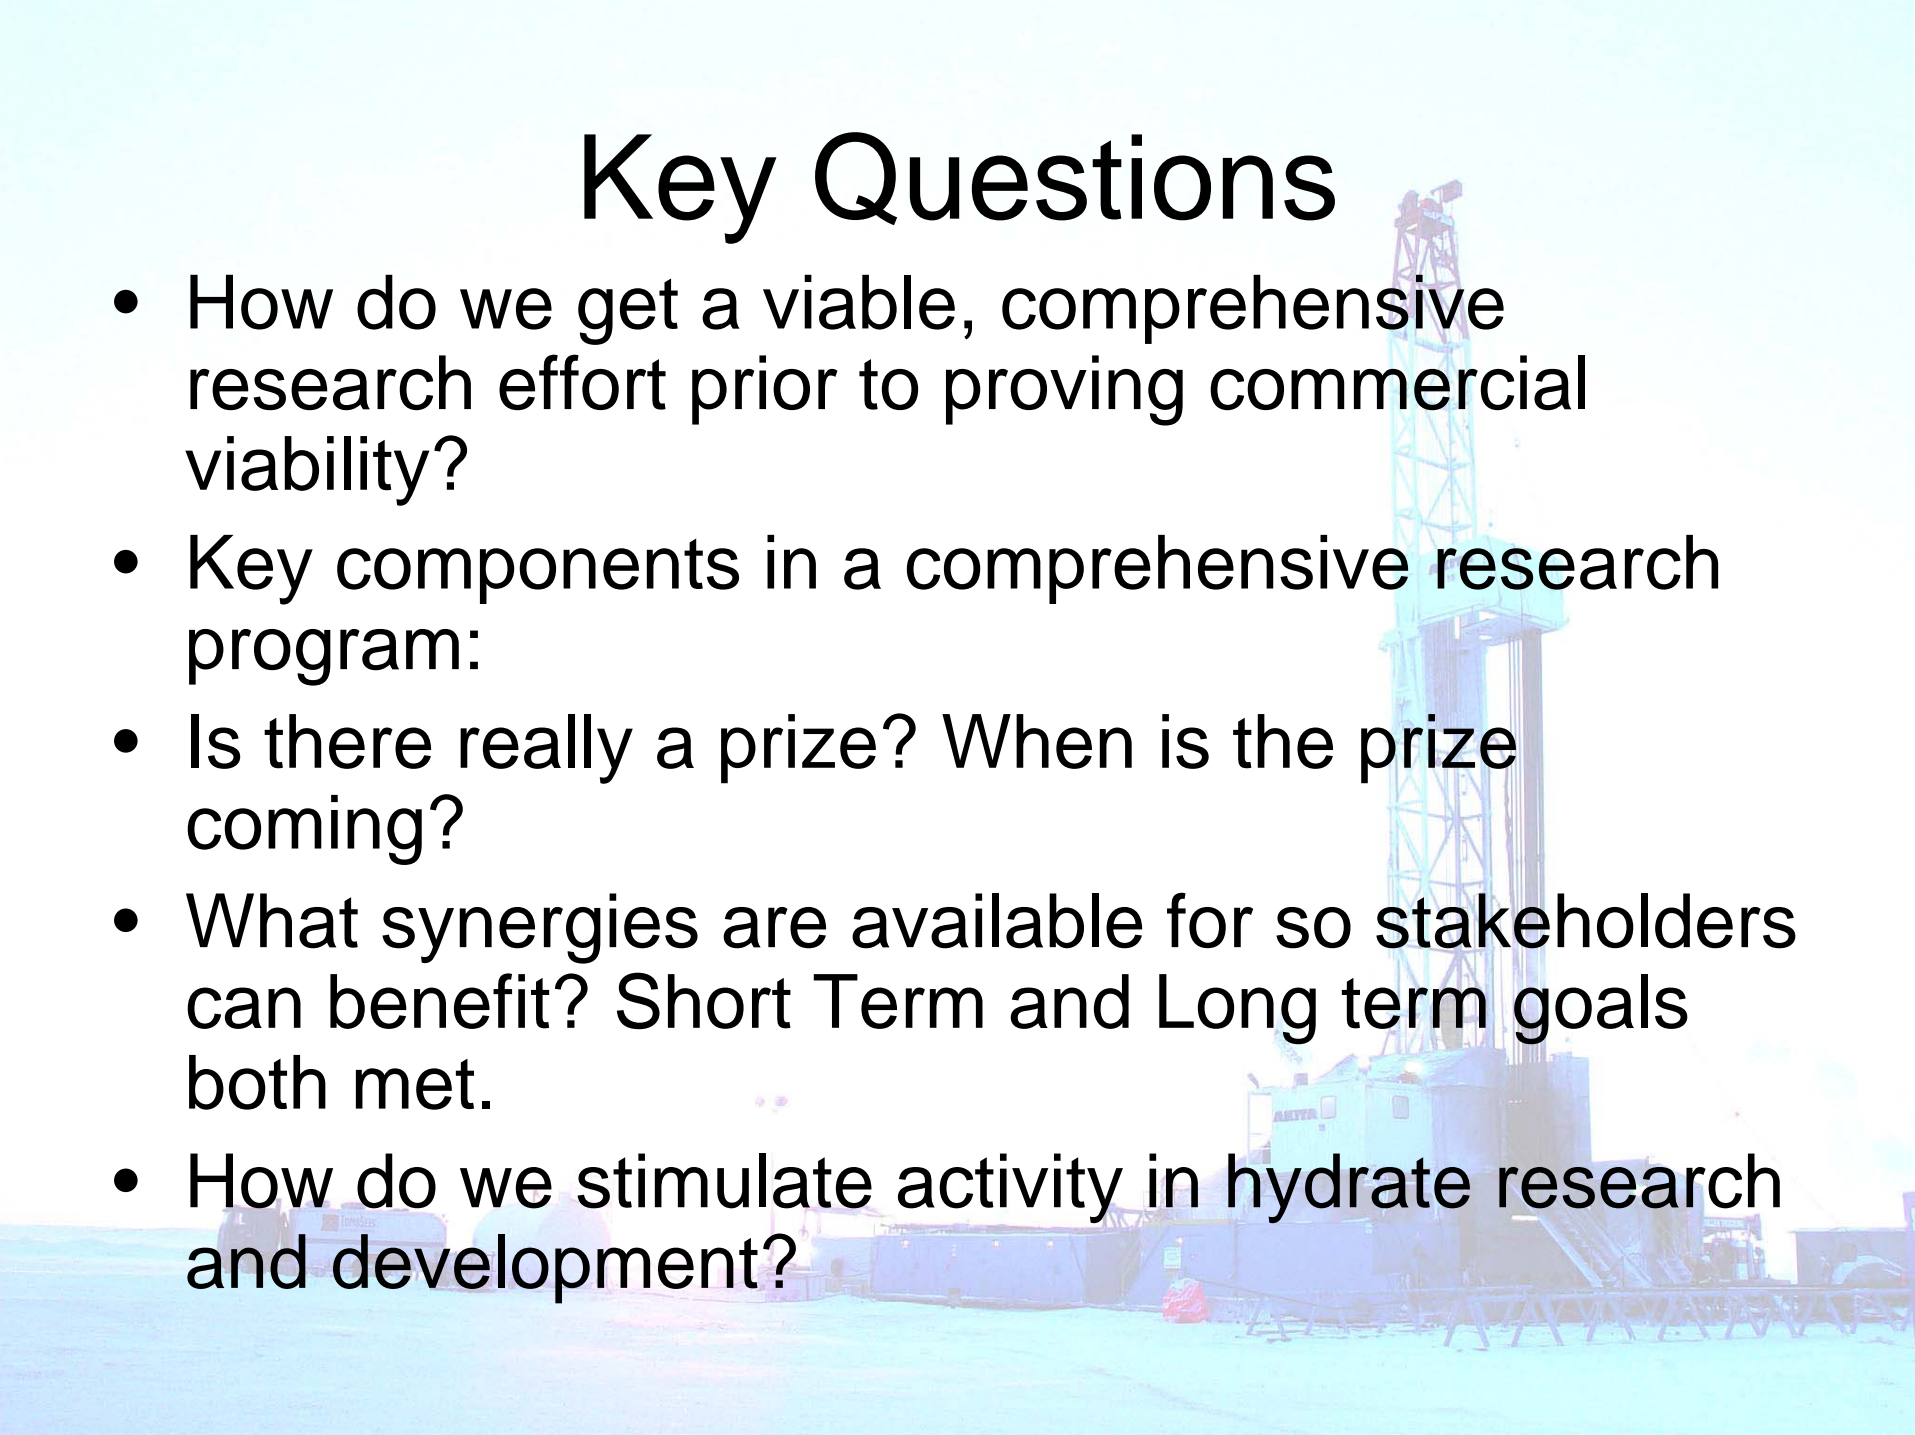 Key Questions
• How do we get a viable, comprehensive
research effort prior to proving commercial
viability?
• Key components in a comprehensive research
program:
• Is there really a prize? When is the prize
coming?
• What synergies are available for so stakeholders
can benefit? Short Term and Long term goals
both met.
AKITA
• How do we stimulate activity in hydrate research
and development?